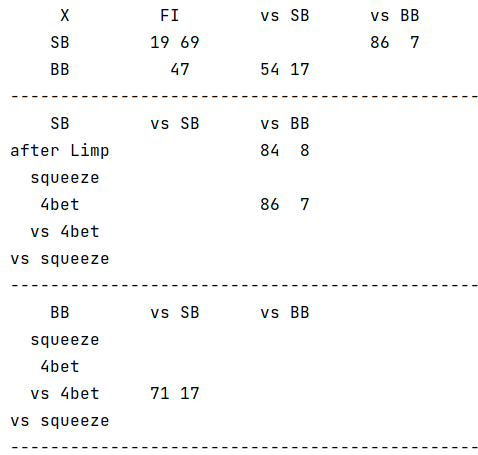 X         FI        vs SB      vs BB
    SB        19 69                 86  7
    BB          47       54 17
-----------------------------------------------
    SB        vs SB      vs BB
after Limp               84  8
  squeeze
   4bet                  86  7
  vs 4bet
vs squeeze
-----------------------------------------------
    BB        vs SB      vs BB
  squeeze
   4bet
  vs 4bet     71 17
vs squeeze
-----------------------------------------------